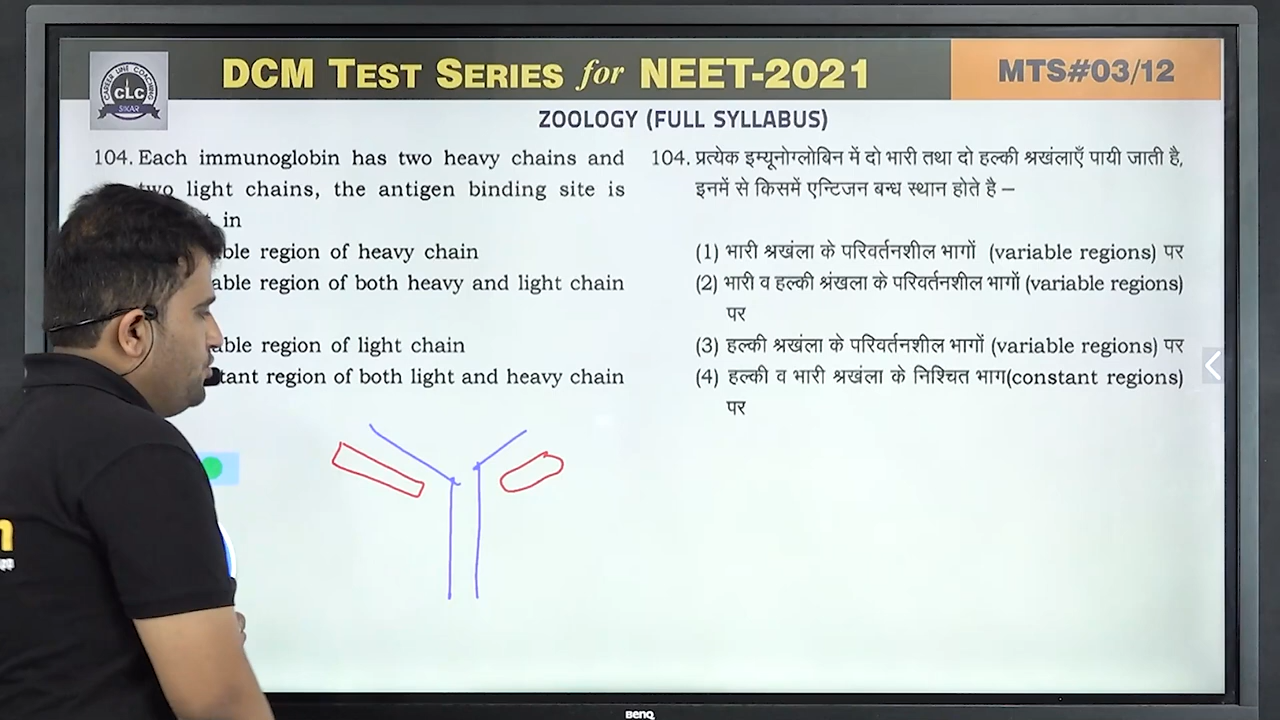 DCM TEST SERIES for NEET-2021
MTS#03/12
CAREER LINE COACHING
CLC
SIKAR
ZOOLOGY (FULL SYLLABUS)
104. Each immunoglobin has two heavy chains and
two light chains, the antigen binding site is
in
able region of heavy chain
able region of both heavy and light chain
able region of light chain
tant region of both light and heavy chain
104. प्रत्येक इम्यूनोग्लोबिन में दो भारी तथा दो हल्की श्रखंलाएँ पायी जाती है,
इनमें से किसमें एन्टिजन बन्ध स्थान होते है –
(1) भारी श्रखंला के परिवर्तनशील भागों (variable regions) पर
(2) भारी व हल्की श्रंखला के परिवर्तनशील भागों (variable regions)
पर
(3) हल्की श्रखंला के परिवर्तनशील भागों (variable regions) पर
(4) हल्की व भारी श्रखंला के निश्चित भाग(constant regions)
पर
BenQ